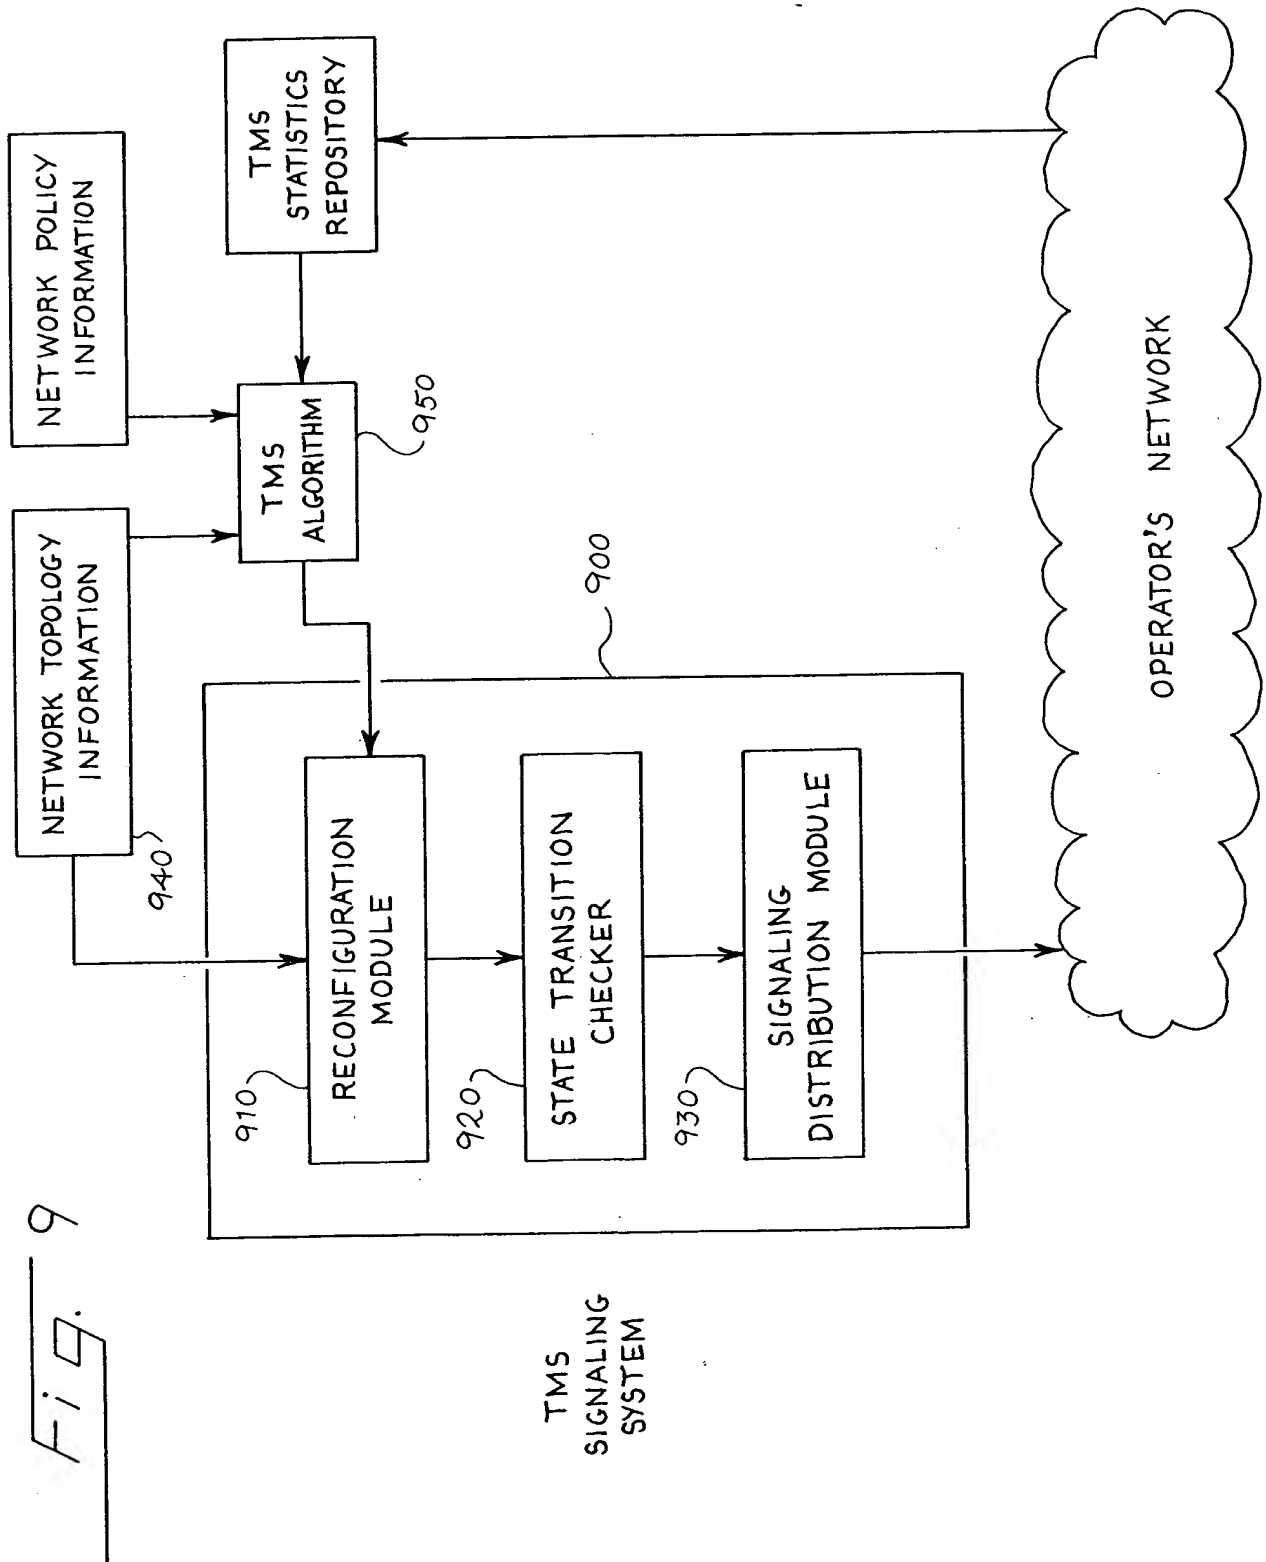 Fig. 9
NETWORK TOPOLOGY
INFORMATION
940
NETWORK POLICY
INFORMATION
TMS
ALGORITHM
950
TMS
STATISTICS
REPOSITORY
TMS
SIGNALING
SYSTEM
900
910
RECONFIGURATION
MODULE
920
STATE TRANSITION
CHECKER
930
SIGNALING
DISTRIBUTION MODULE
OPERATOR'S NETWORK